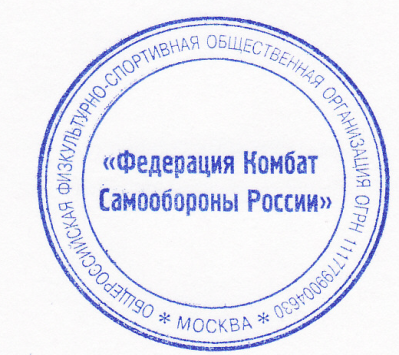 ОБЩЕРОССИЙСКАЯ ФИЗКУЛЬТУРНО-СПОРТИВНАЯ ОБЩЕСТВЕННАЯ ОРГАНИЗАЦИЯ ОГРН 1117799004630
* МОСКВА *
«Федерация Комбат
Самообороны России»